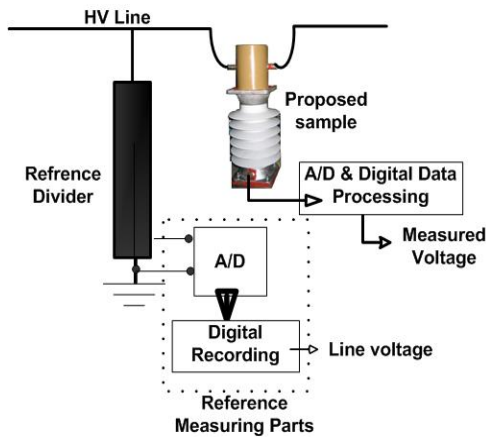 HV Line
Proposed
sample
Refrence
Divider
A/D & Digital Data
Processing
Measured
Voltage
A/D
Digital
Recording
Line voltage
Reference
Measuring Parts